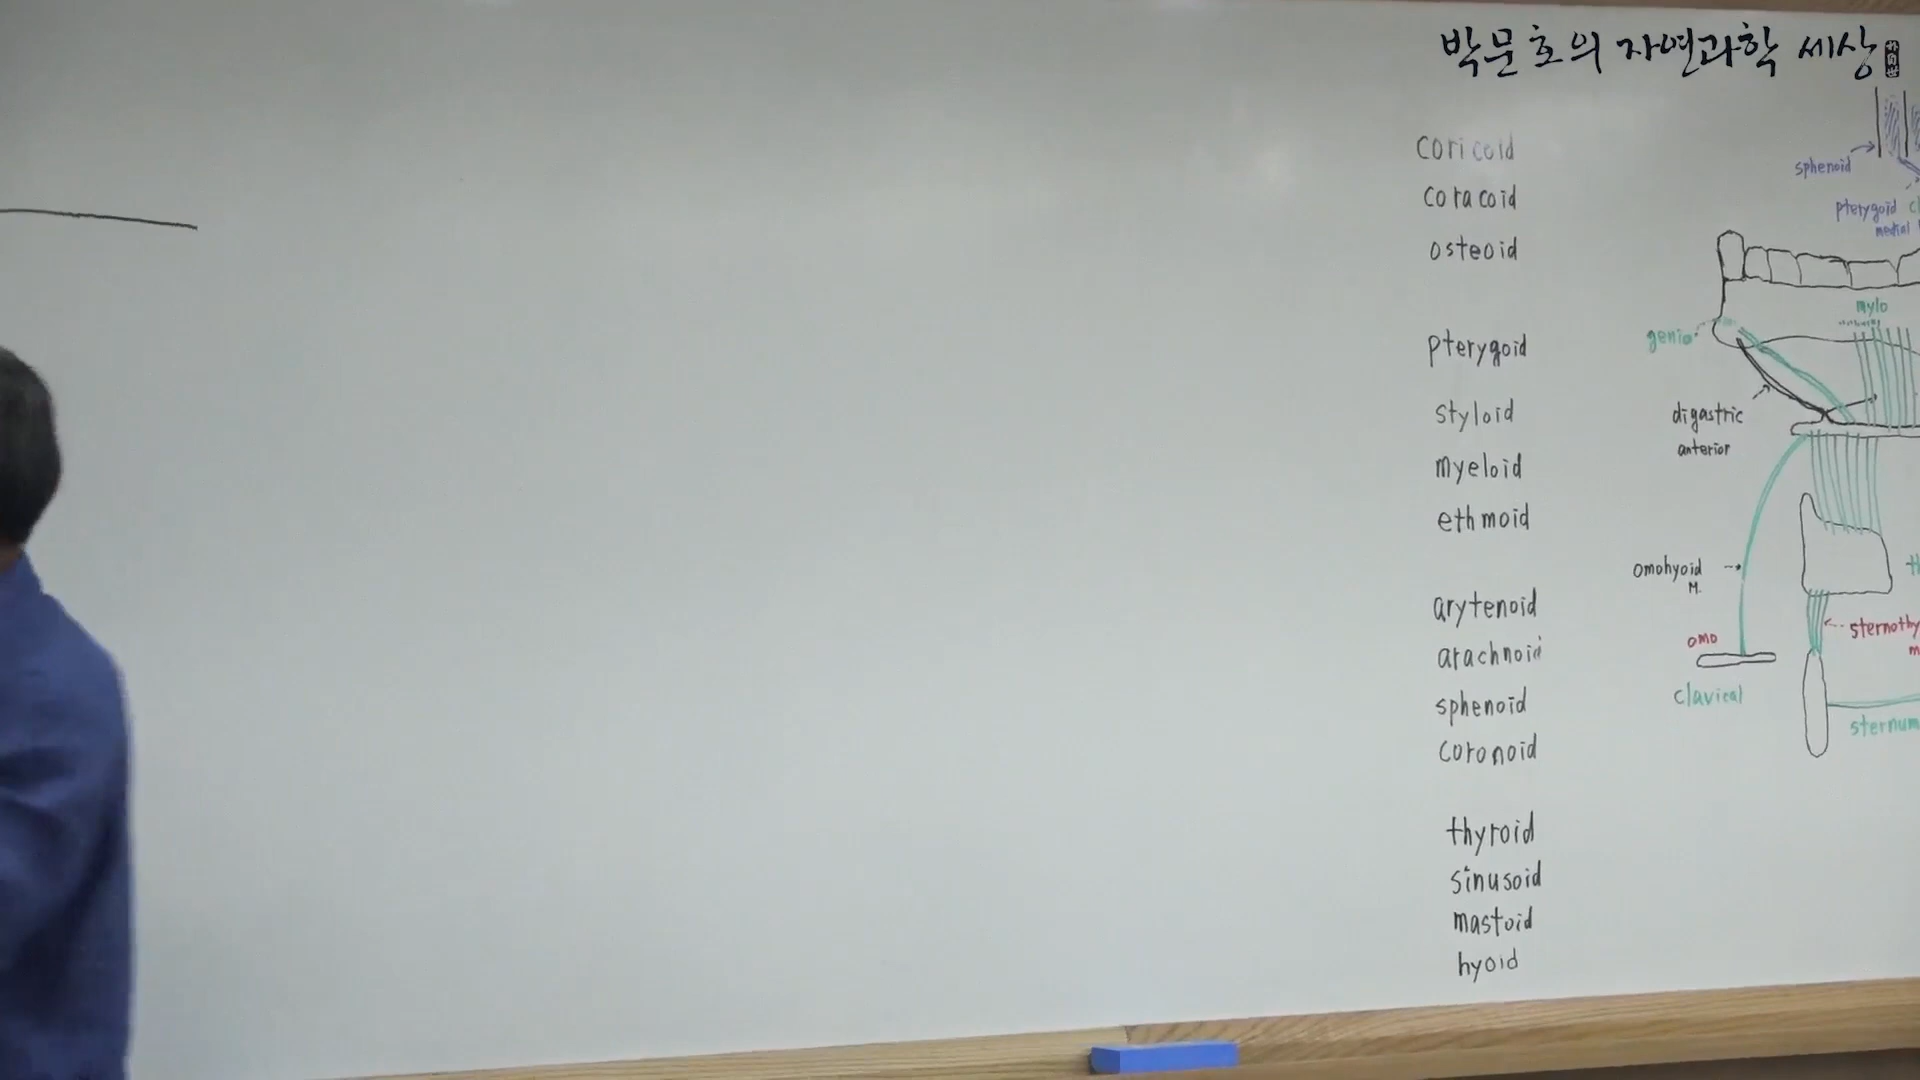 박문호의 자연과학 세상
coricoid
coracoid
osteoid
pterygoid
styloid
myeloid
ethmoid
arytenoid
arachnoid
sphenoid
coronoid
thyroid
sinusoid
mastoid
hyoid
sphenoid
pterygoid
medial
mylo
genio
digastric
anterior
omohyoid
M.
omo
clavical
sternothy
m
sternum